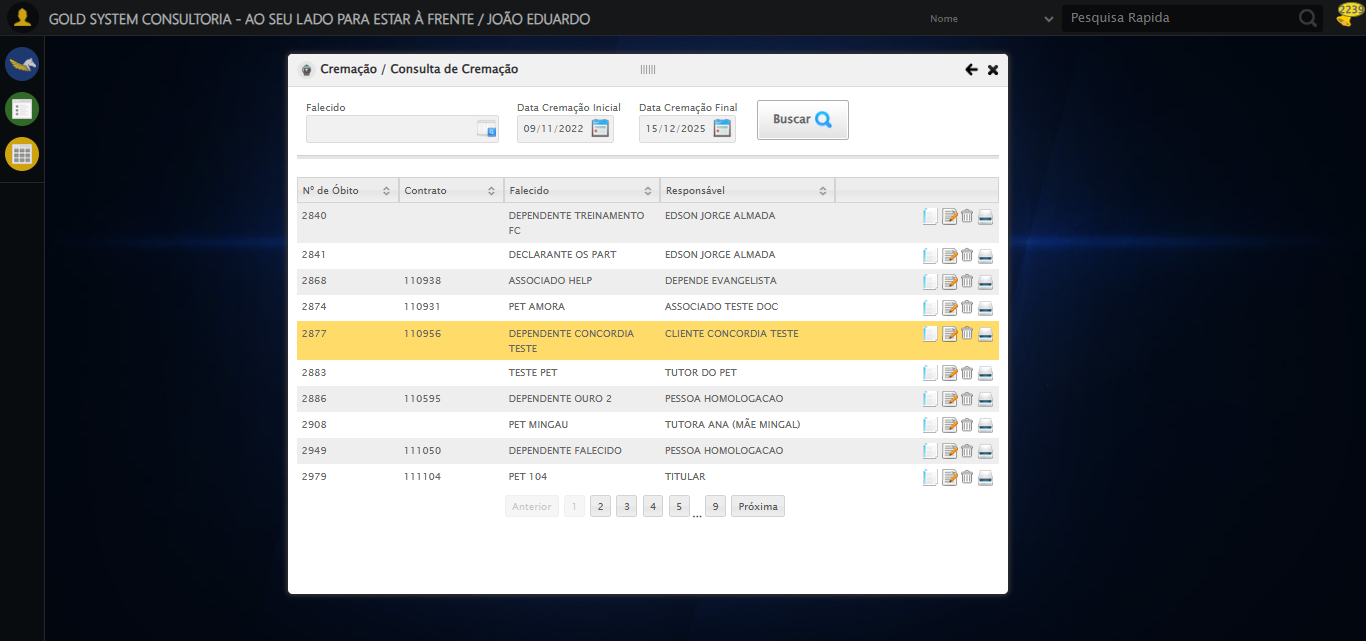 GOLD SYSTEM CONSULTORIA - AO SEU LADO PARA ESTAR À FRENTE / JOÃO EDUARDO
Nome
Pesquisa Rapida
2239
Cremação / Consulta de Cremação
Falecido
Data Cremação Inicial
Data Cremação Final
09/11/2022
15/12/2025
Buscar
Nº de Óbito Contrato Falecido Responsável
2840 DEPENDENTE TREINAMENTO EDSON JORGE ALMADA
FC
2841 DECLARANTE OS PART EDSON JORGE ALMADA
2868 110938 ASSOCIADO HELP DEPENDE EVANGELISTA
2874 110931 PET AMORA ASSOCIADO TESTE DOC
2877 110956 DEPENDENTE CONCORDIA CLIENTE CONCORDIA TESTE
TESTE
2883 TESTE PET TUTOR DO PET
2886 110595 DEPENDENTE OURO 2 PESSOA HOMOLOGACAO
2908 PET MINGAU TUTORA ANA (MÃE MINGAL)
2949 111050 DEPENDENTE FALECIDO PESSOA HOMOLOGACAO
2979 111104 PET 104 TITULAR
Anterior 1 2 3 4 5 ... 9 Próxima